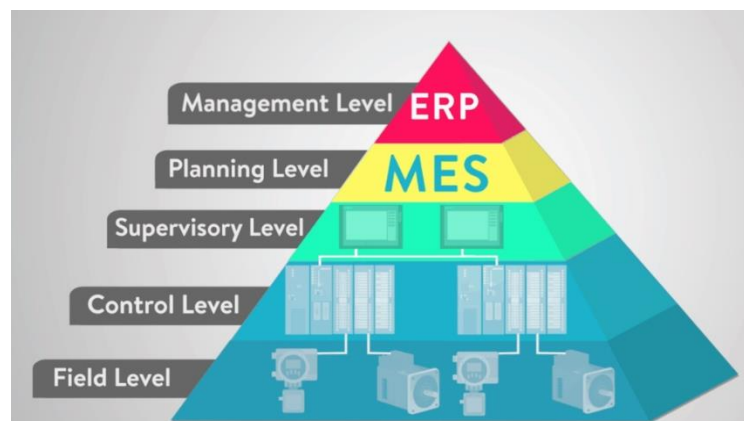 Management Level ERP
Planning Level MES
Supervisory Level
Control Level
Field Level